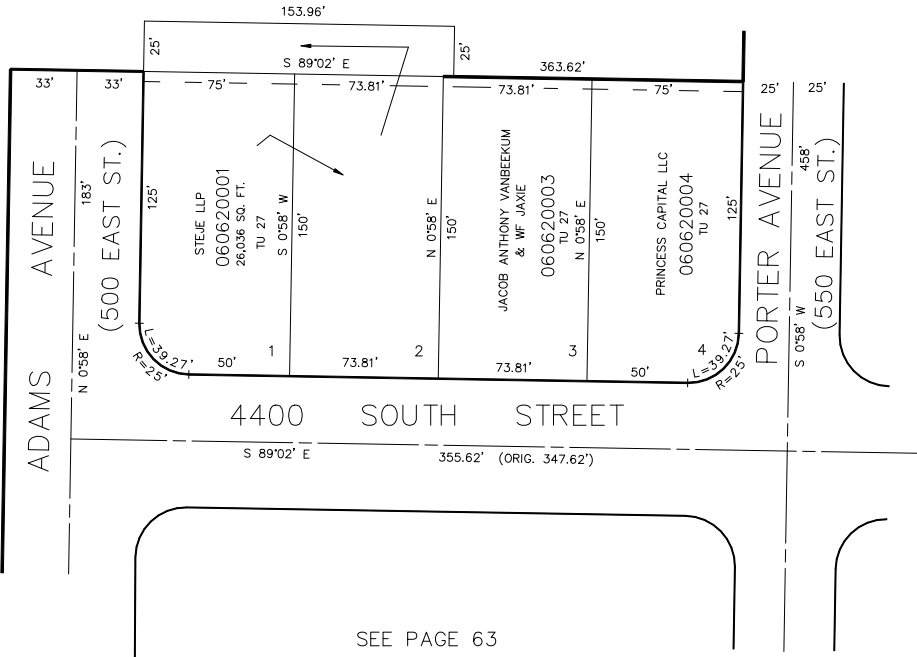 153.96'
25'
25'
S 89°02' E
363.62'
33'
33'
75'
73.81'
73.81'
75'
25'
25'
ADAMS AVENUE
183'
N 0°58' E
(500 EAST ST.)
125'
STEJE LLP
060620001
26,036 SQ. FT.
TU 27
S 0°58' W
150'
N 0°58' E
150'
JACOB ANTHONY VANBEEKUM
& WF JAXIE
060620003
TU 27
N 0°58' E
150'
PRINCESS CAPITAL LLC
060620004
TU 27
125'
PORTER AVENUE
458'
S 0°58' W
(550 EAST ST.)
L=39.27'
R=25'
50'
1
73.81'
2
73.81'
3
50'
4
L=39.27'
R=25'
4400 SOUTH STREET
S 89°02' E
355.62' (ORIG. 347.62')
SEE PAGE 63